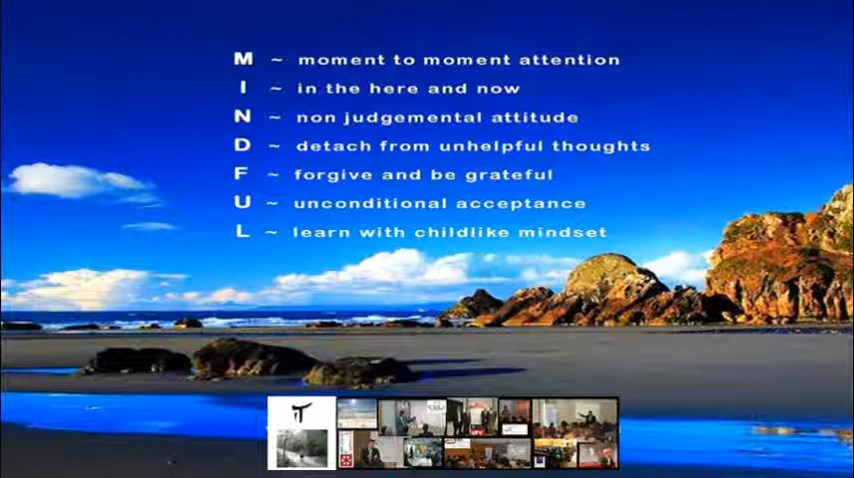 M ~ moment to moment attention
I ~ in the here and now
N ~ non judgemental attitude
D ~ detach from unhelpful thoughts
F ~ forgive and be grateful
U ~ unconditional acceptance
L ~ learn with childlike mindset